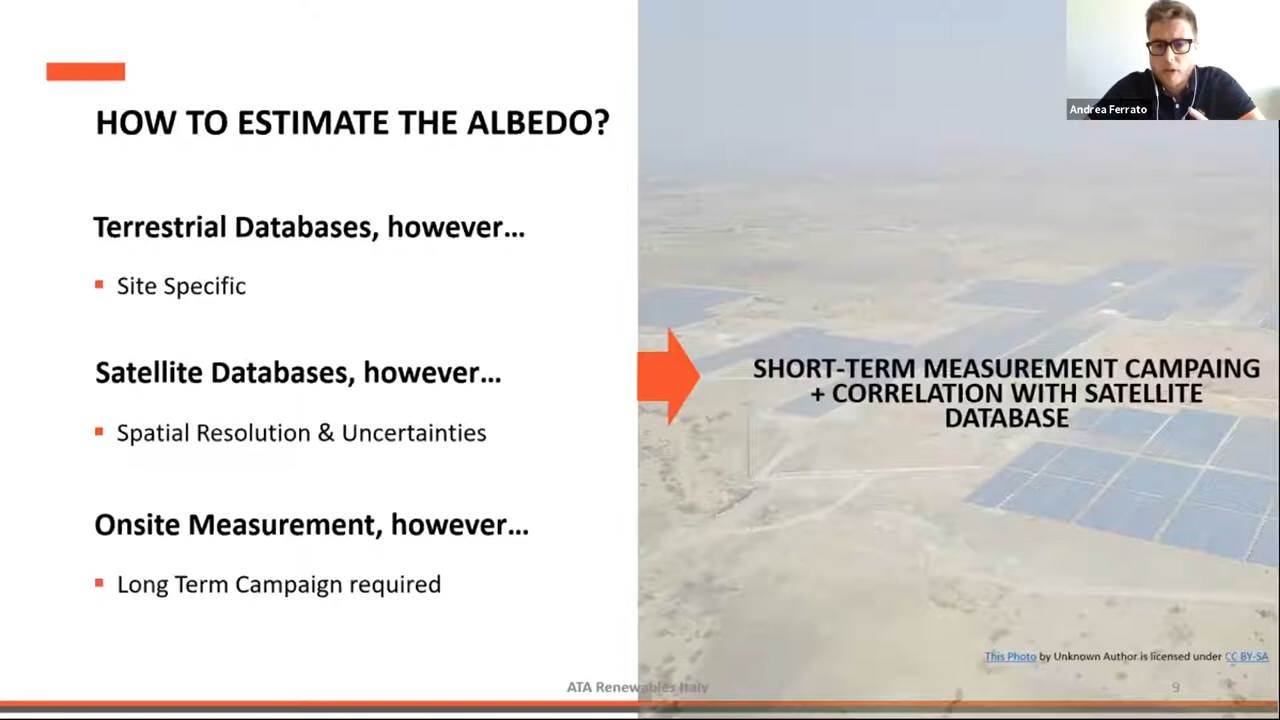 HOW TO ESTIMATE THE ALBEDO?
Terrestrial Databases, however...
Site Specific
Satellite Databases, however...
Spatial Resolution & Uncertainties
Onsite Measurement, however...
Long Term Campaign required
Andrea Ferrato
SHORT-TERM MEASUREMENT CAMPAING
+ CORRELATION WITH SATELLITE
DATABASE
This Photo by Unknown Author is licensed under CC BY-SA
ATA Renewables Italy
9